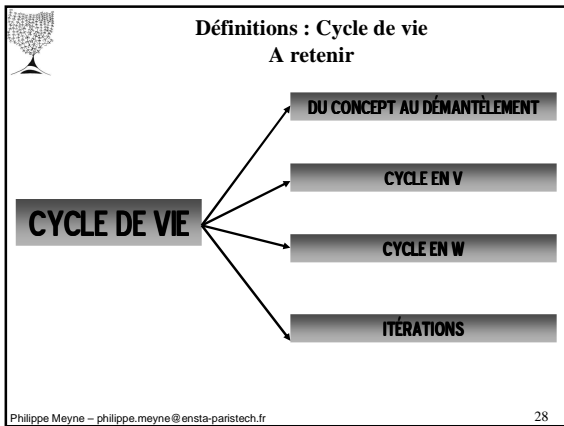 Définitions : Cycle de vie
A retenir
DU CONCEPT AU DÉMANTÈLEMENT
CYCLE EN V
CYCLE DE VIE
CYCLE EN W
ITÉRATIONS
Philippe Meyne – philippe.meyne@ensta-paristech.fr
28